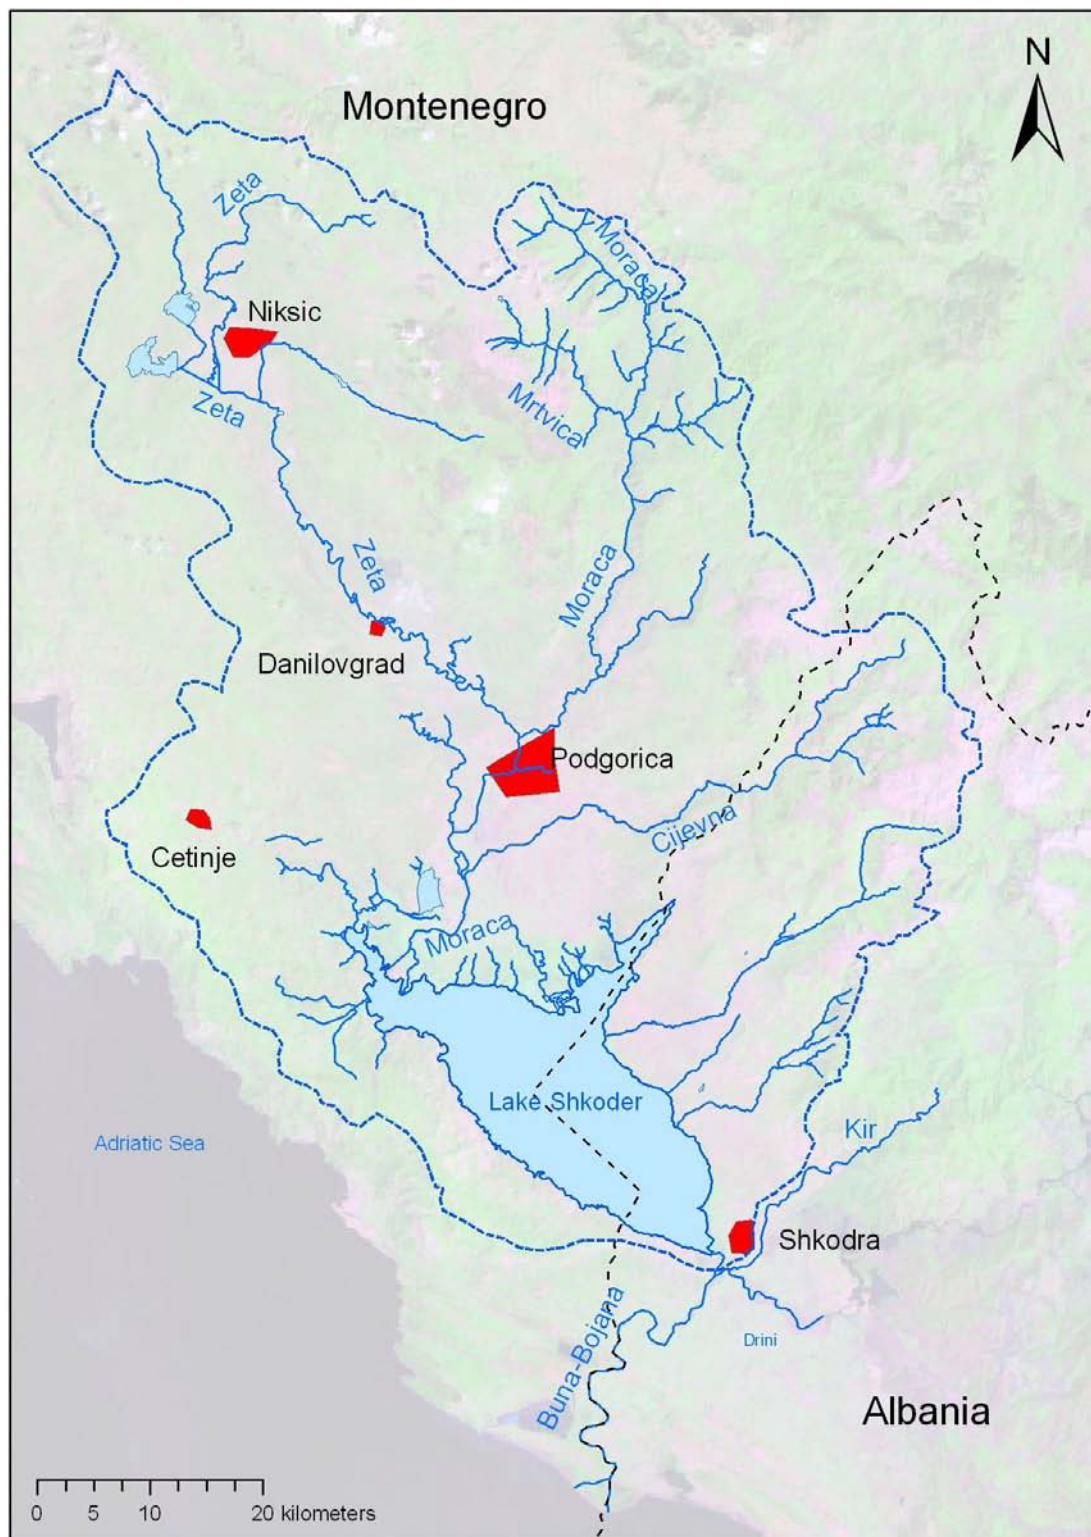 N
Montenegro
Zeta
Moraca
Niksic
Mrtvica
Zeta
Zeta
Moraca
Danilovgrad
Podgorica
Cijevna
Cetinje
Moraca
Lake Shkoder
Kir
Adriatic Sea
Shkodra
Buna-Bojana
Drini
Albania
0 5 10 20 kilometers